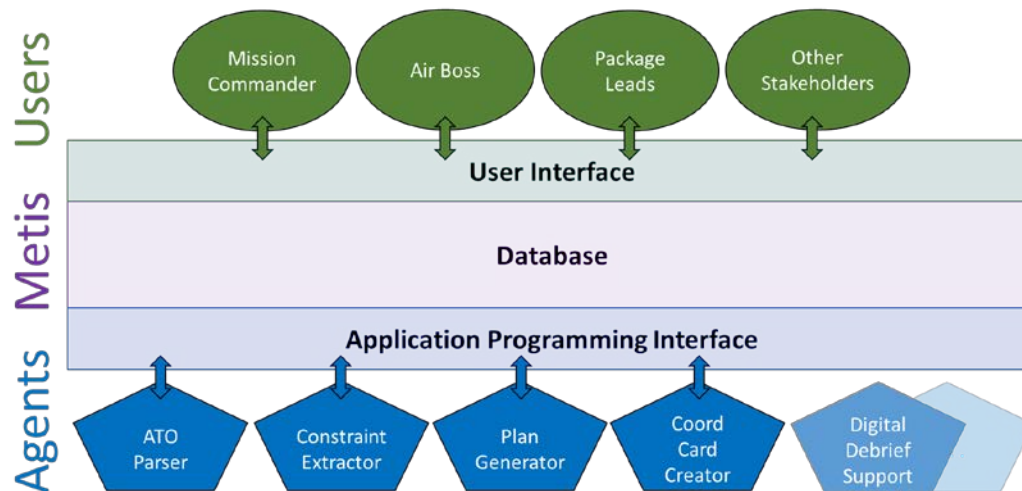 Users
Mission
Commander
Air Boss
Package
Leads
Other
Stakeholders
User Interface
Metis
Database
Application Programming Interface
Agents
ATO
Parser
Constraint
Extractor
Plan
Generator
Coord
Card
Creator
Digital
Debrief
Support